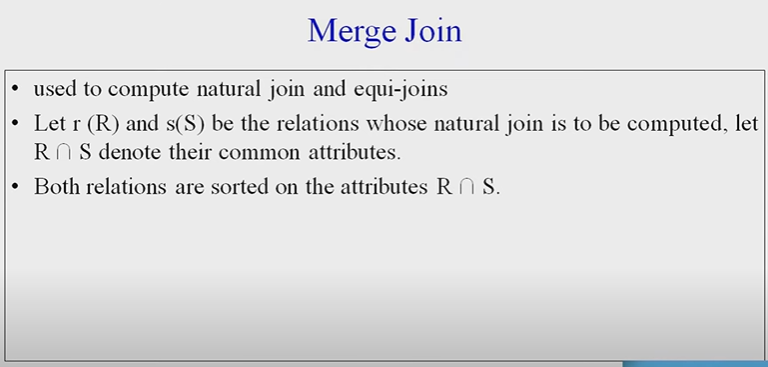 Merge Join
• used to compute natural join and equi-joins
• Let r (R) and s(S) be the relations whose natural join is to be computed, let
R ∩ S denote their common attributes.
• Both relations are sorted on the attributes R ∩ S.